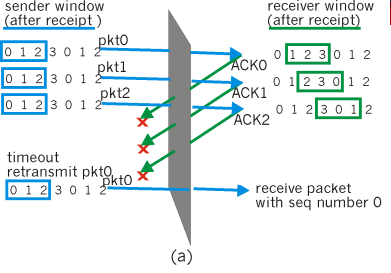 sender window
(after receipt)
receiver window
(after receipt)
pkt0
0 1 2 3 0 1 2
pkt1
0 1 2 3 0 1 2
pkt2
0 1 2 3 0 1 2
ACK0
0 1 2 3 0 1 2
ACK1
0 1 2 3 0 1 2
ACK2
0 1 2 3 0 1 2
timeout
retransmit pkt0
pkt0
0 1 2 3 0 1 2
receive packet
with seq number 0
(a)